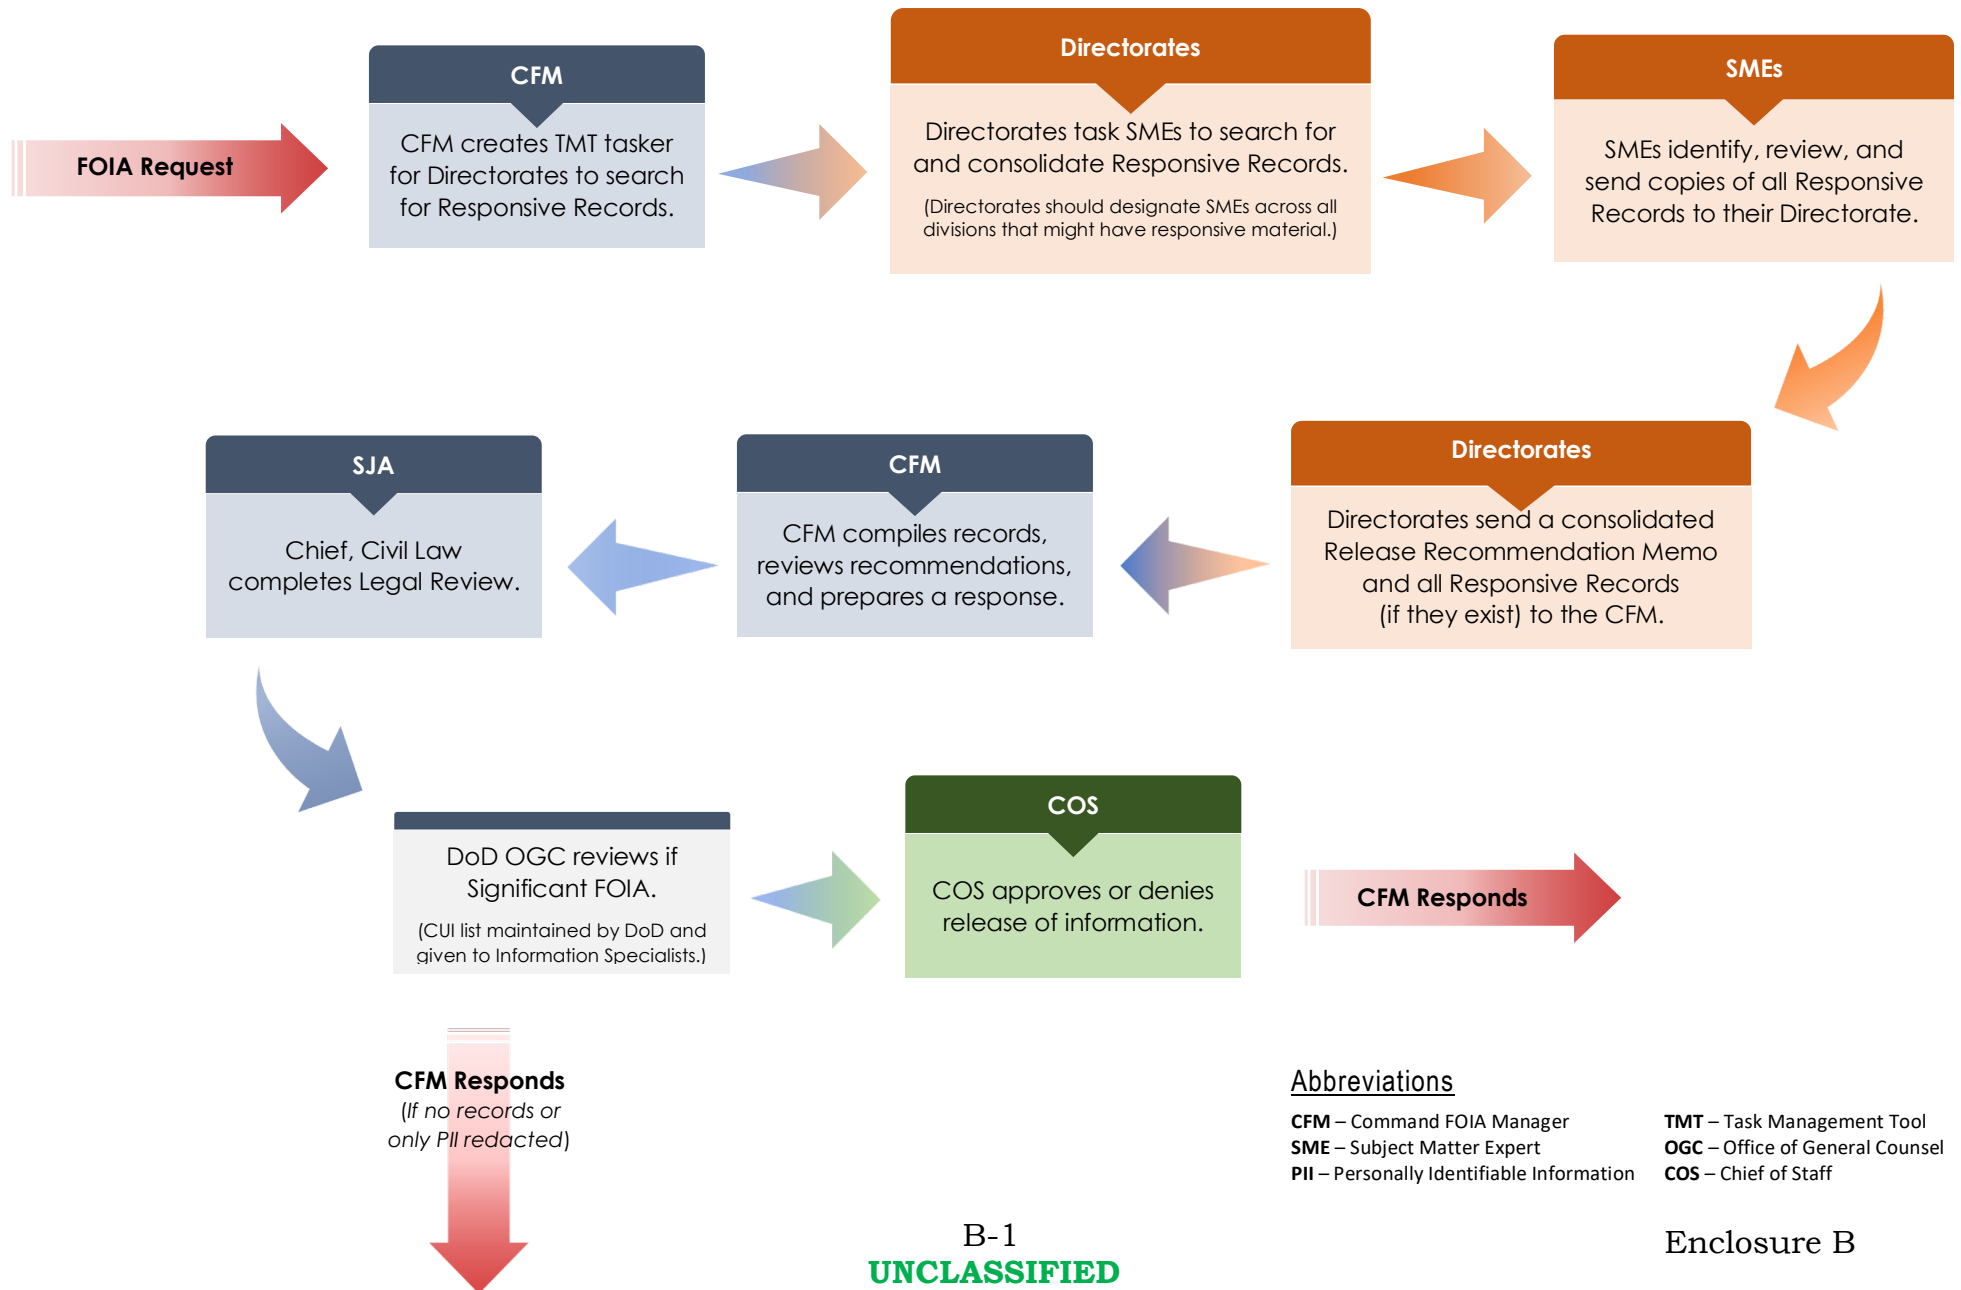 FOIA Request
CFM
CFM creates TMT tasker
for Directorates to search
for Responsive Records.
Directorates
Directorates task SMEs to search for
and consolidate Responsive Records.
(Directorates should designate SMEs across all
divisions that might have responsive material.)
SMEs
SMEs identify, review, and
send copies of all Responsive
Records to their Directorate.
Directorates
Directorates send a consolidated
Release Recommendation Memo
and all Responsive Records
(if they exist) to the CFM.
CFM
CFM compiles records,
reviews recommendations,
and prepares a response.
SJA
Chief, Civil Law
completes Legal Review.
DoD OGC reviews if
Significant FOIA.
(CUI list maintained by DoD and
given to Information Specialists.)
COS
COS approves or denies
release of information.
CFM Responds
CFM Responds
(If no records or
only PII redacted)
Abbreviations
CFM – Command FOIA Manager
SME – Subject Matter Expert
PII – Personally Identifiable Information
TMT – Task Management Tool
OGC – Office of General Counsel
COS – Chief of Staff
B-1
UNCLASSIFIED
Enclosure B